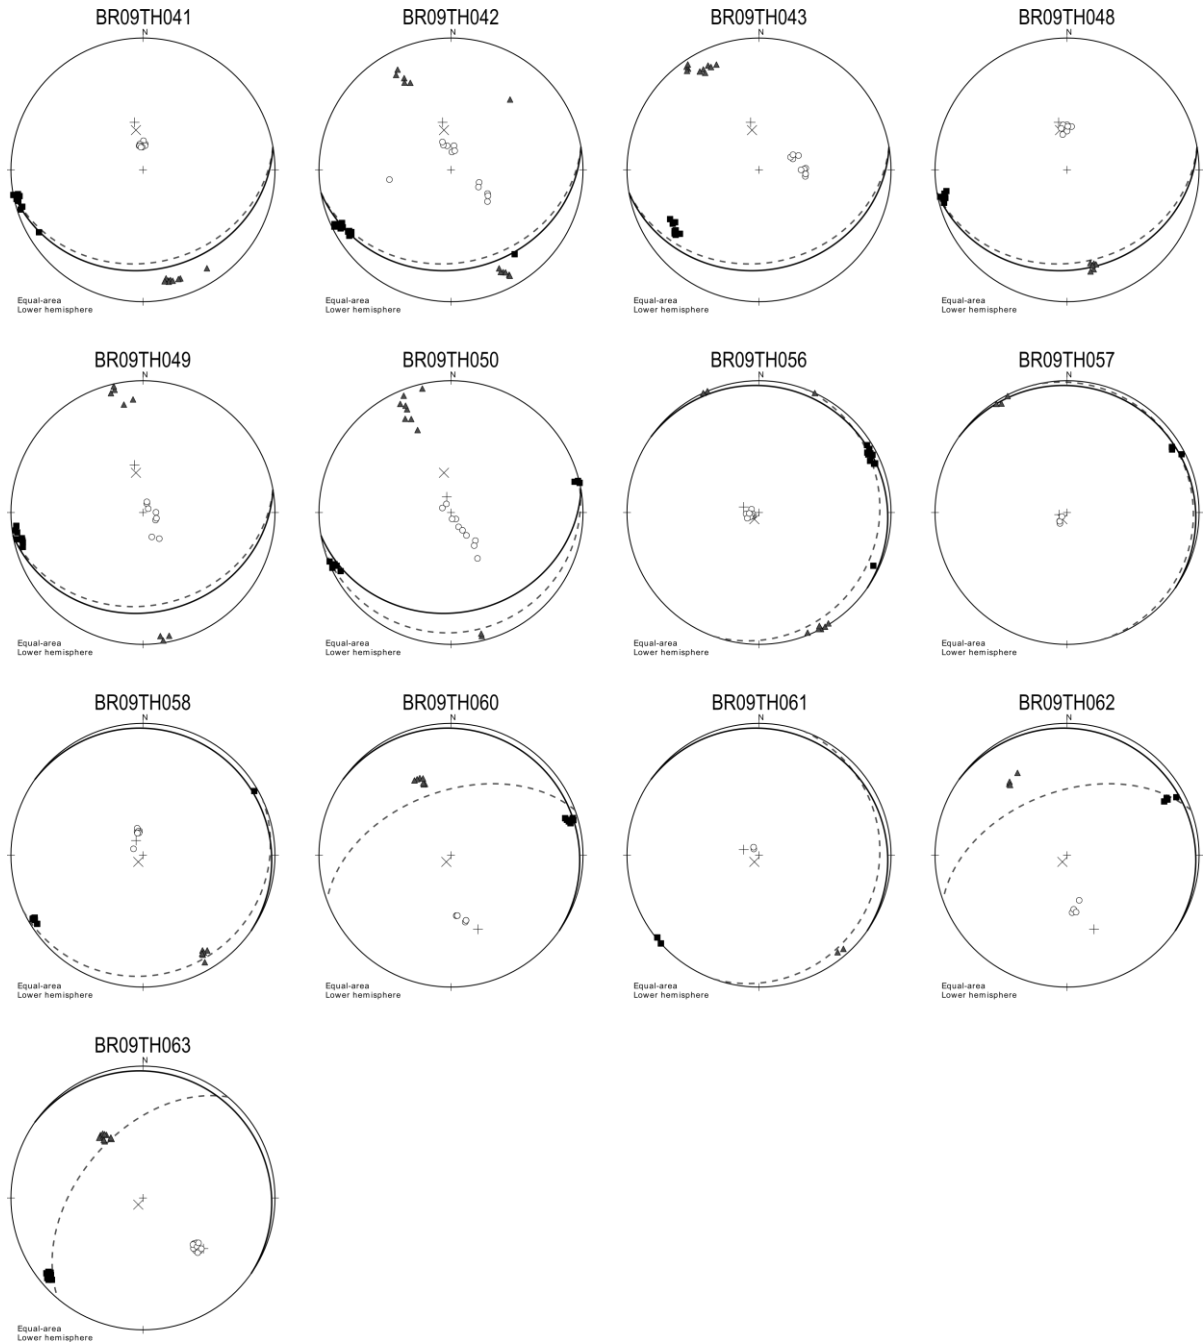 BR09TH041
N
Equal-area
Lower hemisphere
BR09TH042
N
Equal-area
Lower hemisphere
BR09TH043
N
Equal-area
Lower hemisphere
BR09TH048
N
Equal-area
Lower hemisphere
BR09TH049
N
Equal-area
Lower hemisphere
BR09TH050
N
Equal-area
Lower hemisphere
BR09TH056
N
Equal-area
Lower hemisphere
BR09TH057
N
Equal-area
Lower hemisphere
BR09TH058
N
Equal-area
Lower hemisphere
BR09TH060
N
Equal-area
Lower hemisphere
BR09TH061
N
Equal-area
Lower hemisphere
BR09TH062
N
Equal-area
Lower hemisphere
BR09TH063
N
Equal-area
Lower hemisphere